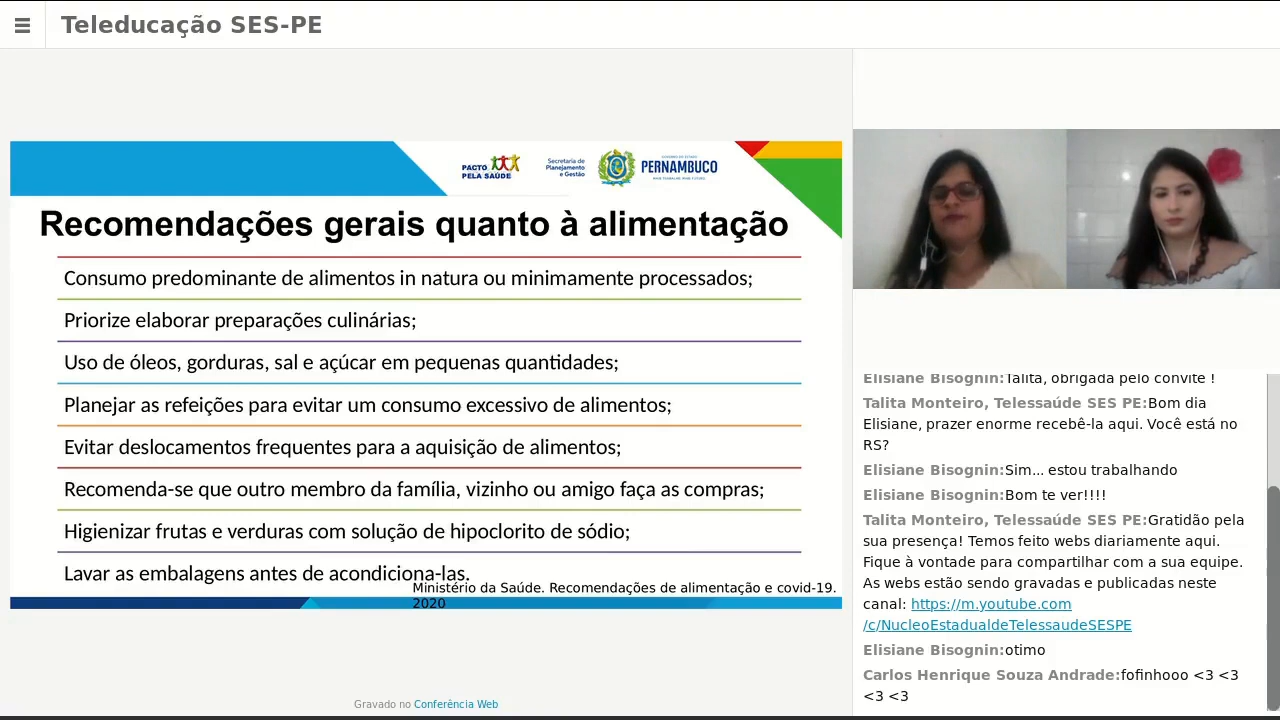 Teleducação SES-PE
PACTO
PELA SAÚDE
Secretaria de
Planejamento
e Gestão
GOVERNO DO ESTADO
PERNAMBUCO
MAIS TRABALHO, MAIS FUTURO
Recomendações gerais quanto à alimentação
Consumo predominante de alimentos in natura ou minimamente processados;
Priorize elaborar preparações culinárias;
Uso de óleos, gorduras, sal e açúcar em pequenas quantidades;
Planejar as refeições para evitar um consumo excessivo de alimentos;
Evitar deslocamentos frequentes para a aquisição de alimentos;
Recomenda-se que outro membro da família, vizinho ou amigo faça as compras;
Higienizar frutas e verduras com solução de hipoclorito de sódio;
Lavar as embalagens antes de acondiciona-las.
Ministério da Saúde. Recomendações de alimentação e covid-19.
2020
Gravado no Conferência Web
Elisiane Bisognin:Talita, obrigada pelo convite !
Talita Monteiro, Telessaúde SES PE:Bom dia
Elisiane, prazer enorme recebê-la aqui. Você está no
RS?
Elisiane Bisognin:Sim... estou trabalhando
Elisiane Bisognin:Bom te ver!!!!
Talita Monteiro, Telessaúde SES PE:Gratidão pela
sua presença! Temos feito webs diariamente aqui.
Fique à vontade para compartilhar com a sua equipe.
As webs estão sendo gravadas e publicadas neste
canal: https://m.youtube.com
/c/NucleoEstadualdeTelessaudeSESPE
Elisiane Bisognin:otimo
Carlos Henrique Souza Andrade:fofinhooo <3 <3
<3 <3